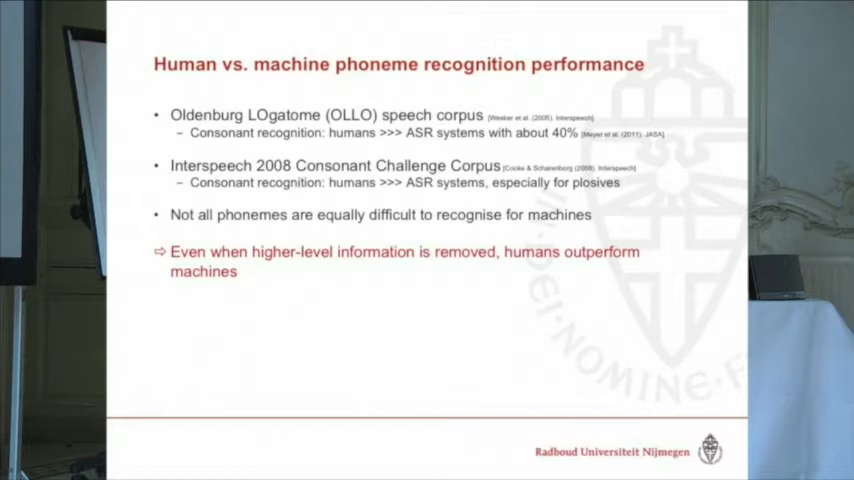 Human vs. machine phoneme recognition performance
• Oldenburg LOgatome (OLLO) speech corpus [Wesker et al. (2005). Interspeech]
– Consonant recognition: humans >>> ASR systems with about 40% [Meyer et al. (2011). JASA]
• Interspeech 2008 Consonant Challenge Corpus [Cooke & Scharenborg (2008). Interspeech]
– Consonant recognition: humans >>> ASR systems, especially for plosives
• Not all phonemes are equally difficult to recognise for machines
⇨ Even when higher-level information is removed, humans outperform
machines
DEI · NOMINE · F
Radboud Universiteit Nijmegen